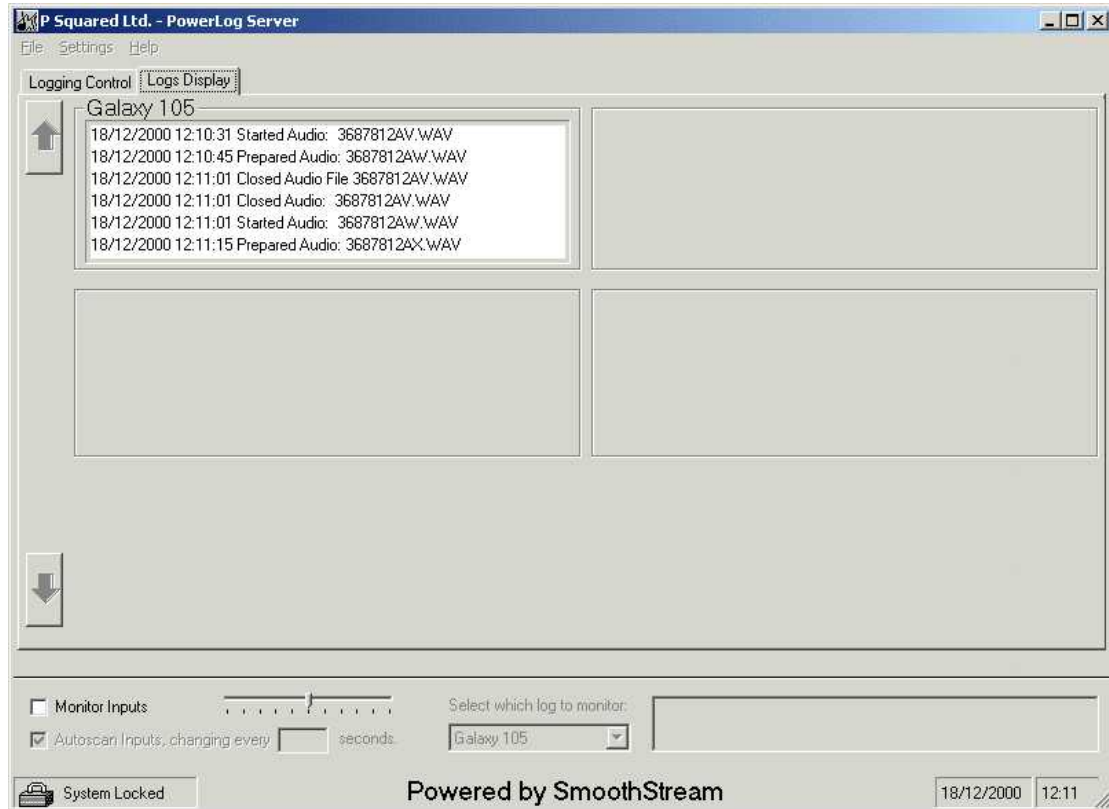 P Squared Ltd. - PowerLog Server
File Settings Help
Logging Control Logs Display
Galaxy 105
18/12/2000 12:10:31 Started Audio: 3687812AV.WAV
18/12/2000 12:10:45 Prepared Audio: 3687812AW.WAV
18/12/2000 12:11:01 Closed Audio File 3687812AV.WAV
18/12/2000 12:11:01 Closed Audio: 3687812AV.WAV
18/12/2000 12:11:01 Started Audio: 3687812AW.WAV
18/12/2000 12:11:15 Prepared Audio: 3687812AX.WAV
Monitor Inputs
Select which log to monitor:
Autoscan Inputs, changing every seconds.
Galaxy 105
System Locked
Powered by SmoothStream
18/12/2000 12:11